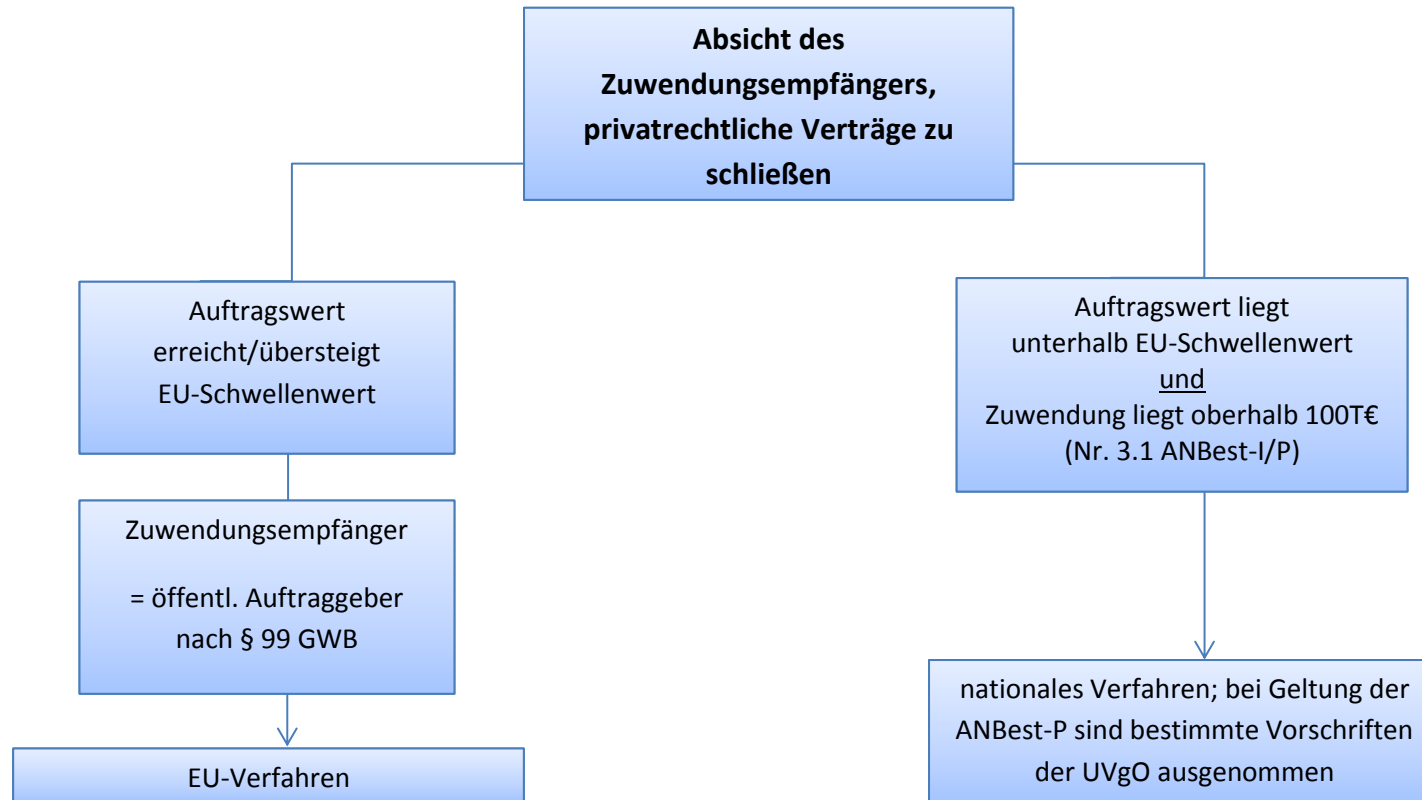 Absicht des
Zuwendungsempfängers,
privatrechtliche Verträge zu
schließen
Auftragswert
erreicht/übersteigt
EU-Schwellenwert
Zuwendungsempfänger
= öffentl. Auftraggeber
nach § 99 GWB
EU-Verfahren
Auftragswert liegt
unterhalb EU-Schwellenwert
und
Zuwendung liegt oberhalb 100T€
(Nr. 3.1 ANBest-I/P)
nationales Verfahren; bei Geltung der
ANBest-P sind bestimmte Vorschriften
der UVgO ausgenommen